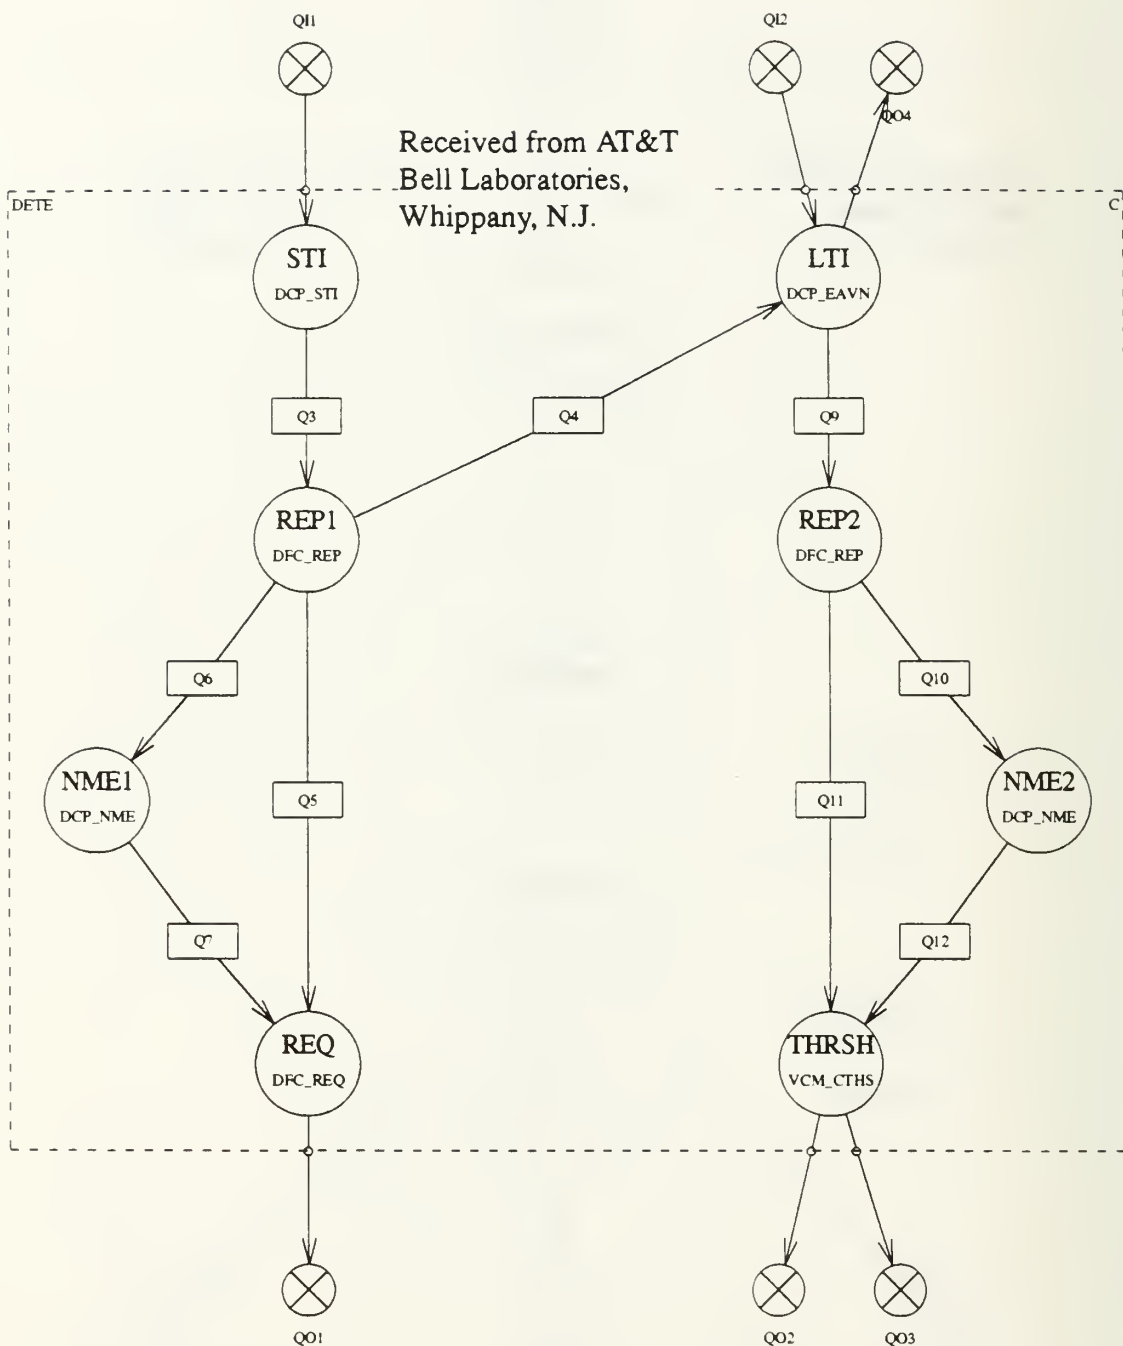 QI1
QI2
QO4
Received from AT&T
Bell Laboratories,
Whippany, N.J.
DETE
C
STI
DCP_STI
LTI
DCP_EAVN
Q3
Q4
Q9
REP1
DFC_REP
REP2
DFC_REP
Q6
Q10
NME1
DCP_NME
Q5
Q11
NME2
DCP_NME
Q7
Q12
REQ
DFC_REQ
THRSH
VCM_CTHS
QO1
QO2
QO3